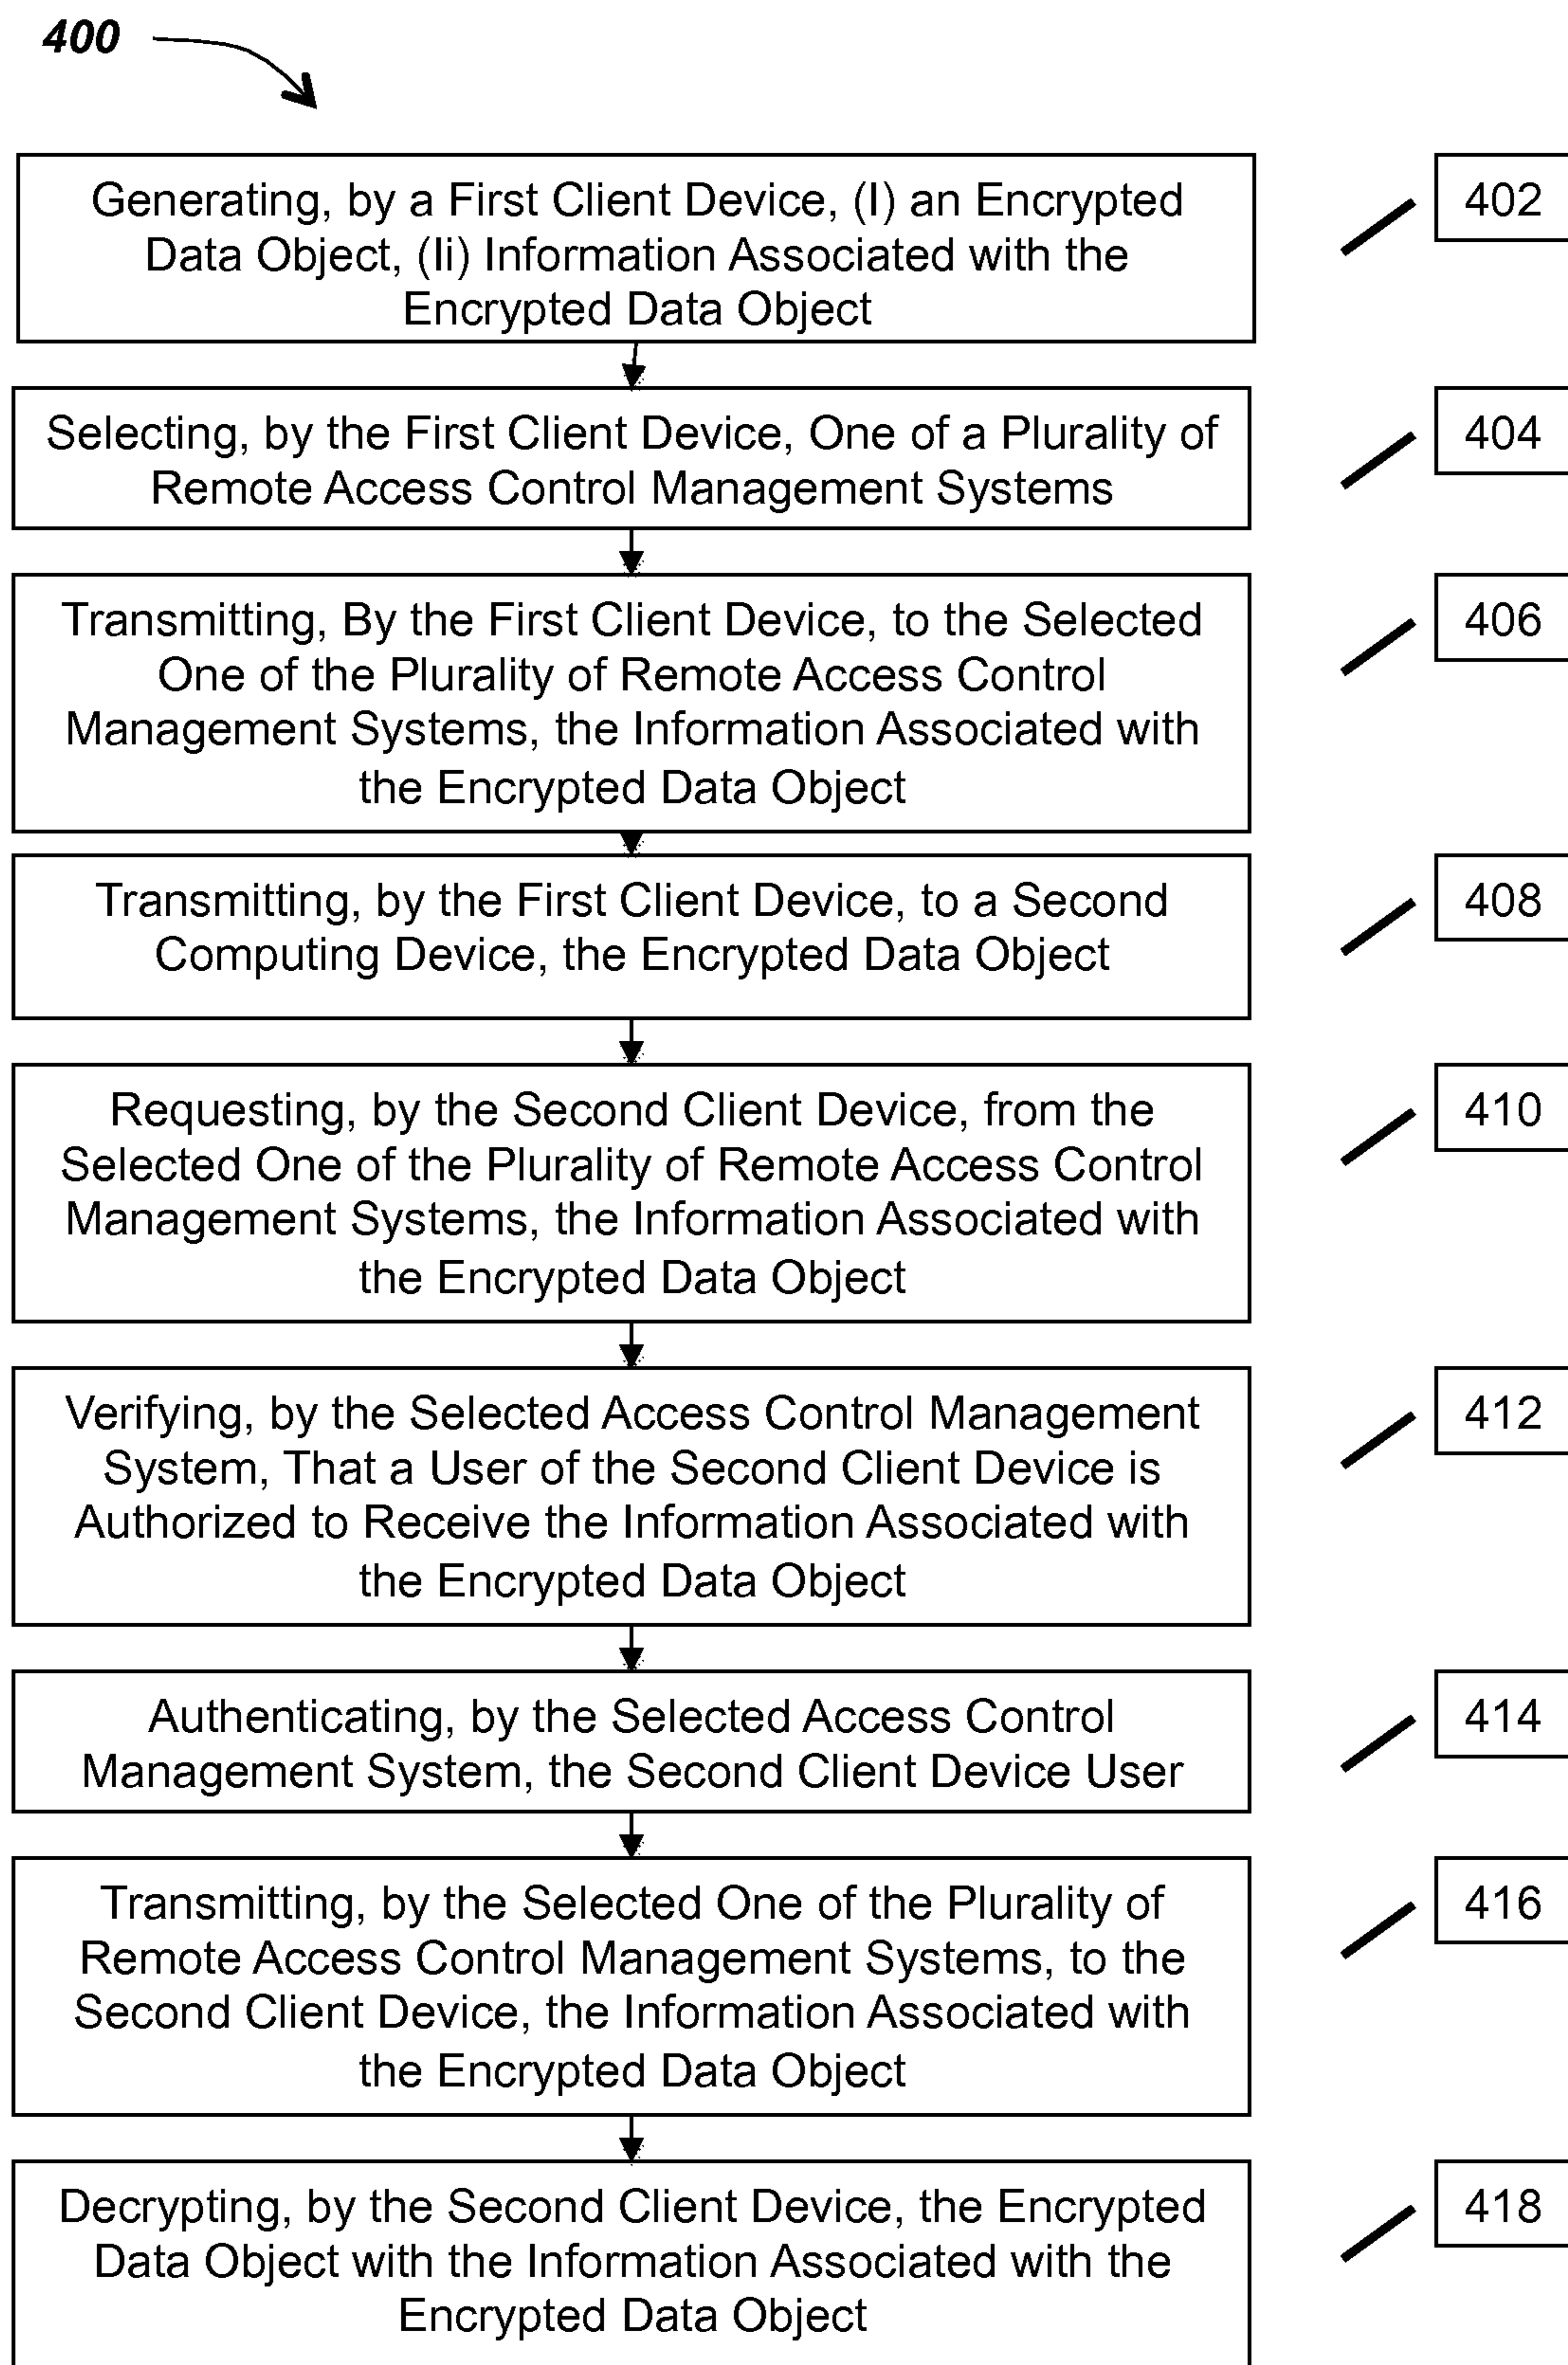 400
Generating, by a First Client Device, (I) an Encrypted
Data Object, (Ii) Information Associated with the
Encrypted Data Object
402
Selecting, by the First Client Device, One of a Plurality of
Remote Access Control Management Systems
404
Transmitting, By the First Client Device, to the Selected
One of the Plurality of Remote Access Control
Management Systems, the Information Associated with
the Encrypted Data Object
406
Transmitting, by the First Client Device, to a Second
Computing Device, the Encrypted Data Object
408
Requesting, by the Second Client Device, from the
Selected One of the Plurality of Remote Access Control
Management Systems, the Information Associated with
the Encrypted Data Object
410
Verifying, by the Selected Access Control Management
System, That a User of the Second Client Device is
Authorized to Receive the Information Associated with
the Encrypted Data Object
412
Authenticating, by the Selected Access Control
Management System, the Second Client Device User
414
Transmitting, by the Selected One of the Plurality of
Remote Access Control Management Systems, to the
Second Client Device, the Information Associated with
the Encrypted Data Object
416
Decrypting, by the Second Client Device, the Encrypted
Data Object with the Information Associated with the
Encrypted Data Object
418